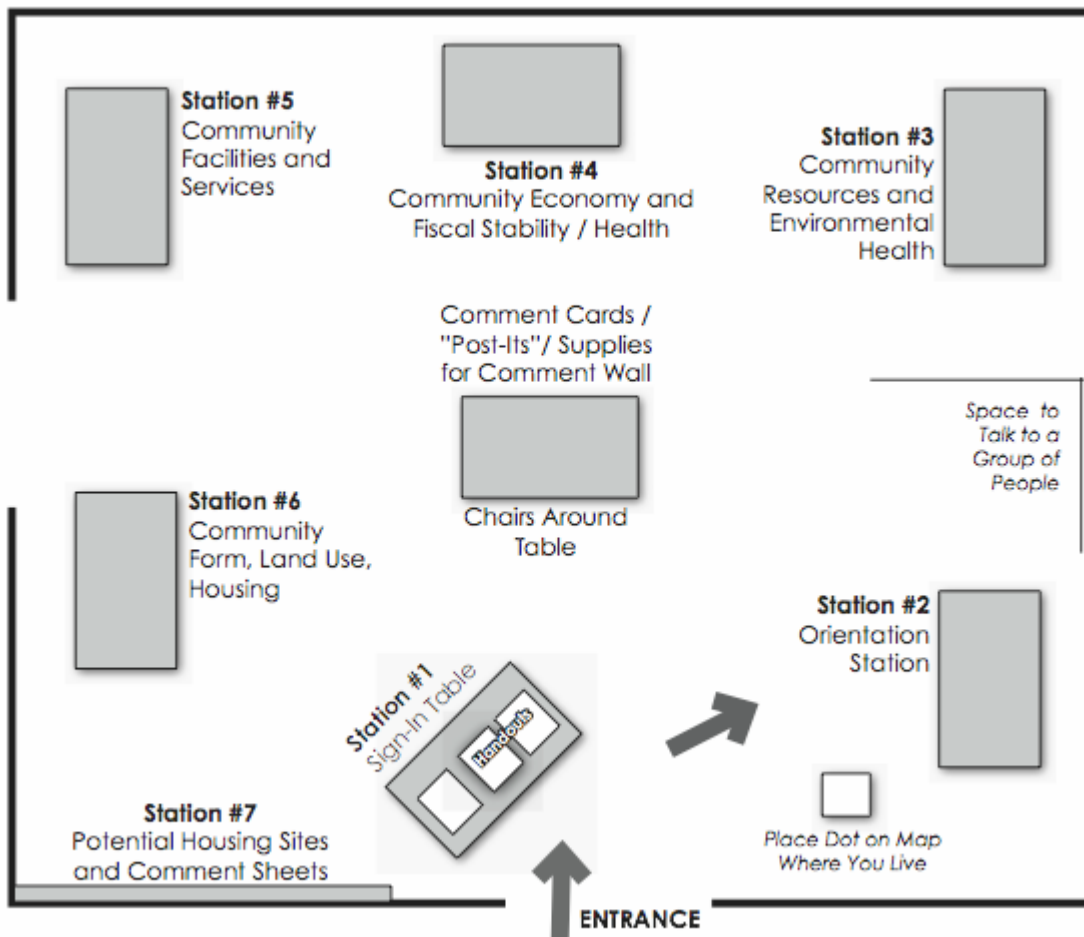 Station #5
Community
Facilities and
Services
Station #4
Community Economy and
Fiscal Stability / Health
Station #3
Community
Resources and
Environmental
Health
Comment Cards /
"Post-Its"/ Supplies
for Comment Wall
Chairs Around
Table
Space to
Talk to a
Group of
People
Station #6
Community
Form, Land Use,
Housing
Station #2
Orientation
Station
Station #1
Sign-In Table
Handouts
Station #7
Potential Housing Sites
and Comment Sheets
Place Dot on Map
Where You Live
ENTRANCE